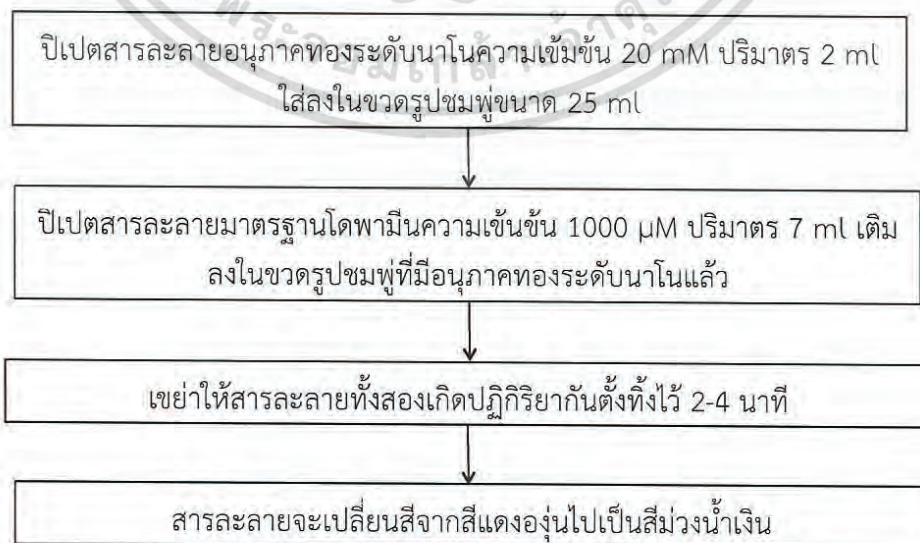 ปิเปตสารละลายอนุภาคทองระดับนาโนความเข้มข้น 20 mM ปริมาตร 2 ml
ใส่ลงในขวดรูปชมพู่ขนาด 25 ml
ปิเปตสารละลายมาตรฐานโดพามีนความเข้นข้น 1000 µM ปริมาตร 7 ml เติม
ลงในขวดรูปชมพู่ที่มีอนุภาคทองระดับนาโนแล้ว
เขย่าให้สารละลายทั้งสองเกิดปฏิกิริยากันตั้งทิ้งไว้ 2-4 นาที
สารละลายจะเปลี่ยนสีจากสีแดงองุ่นไปเป็นสีม่วงน้ำเงิน